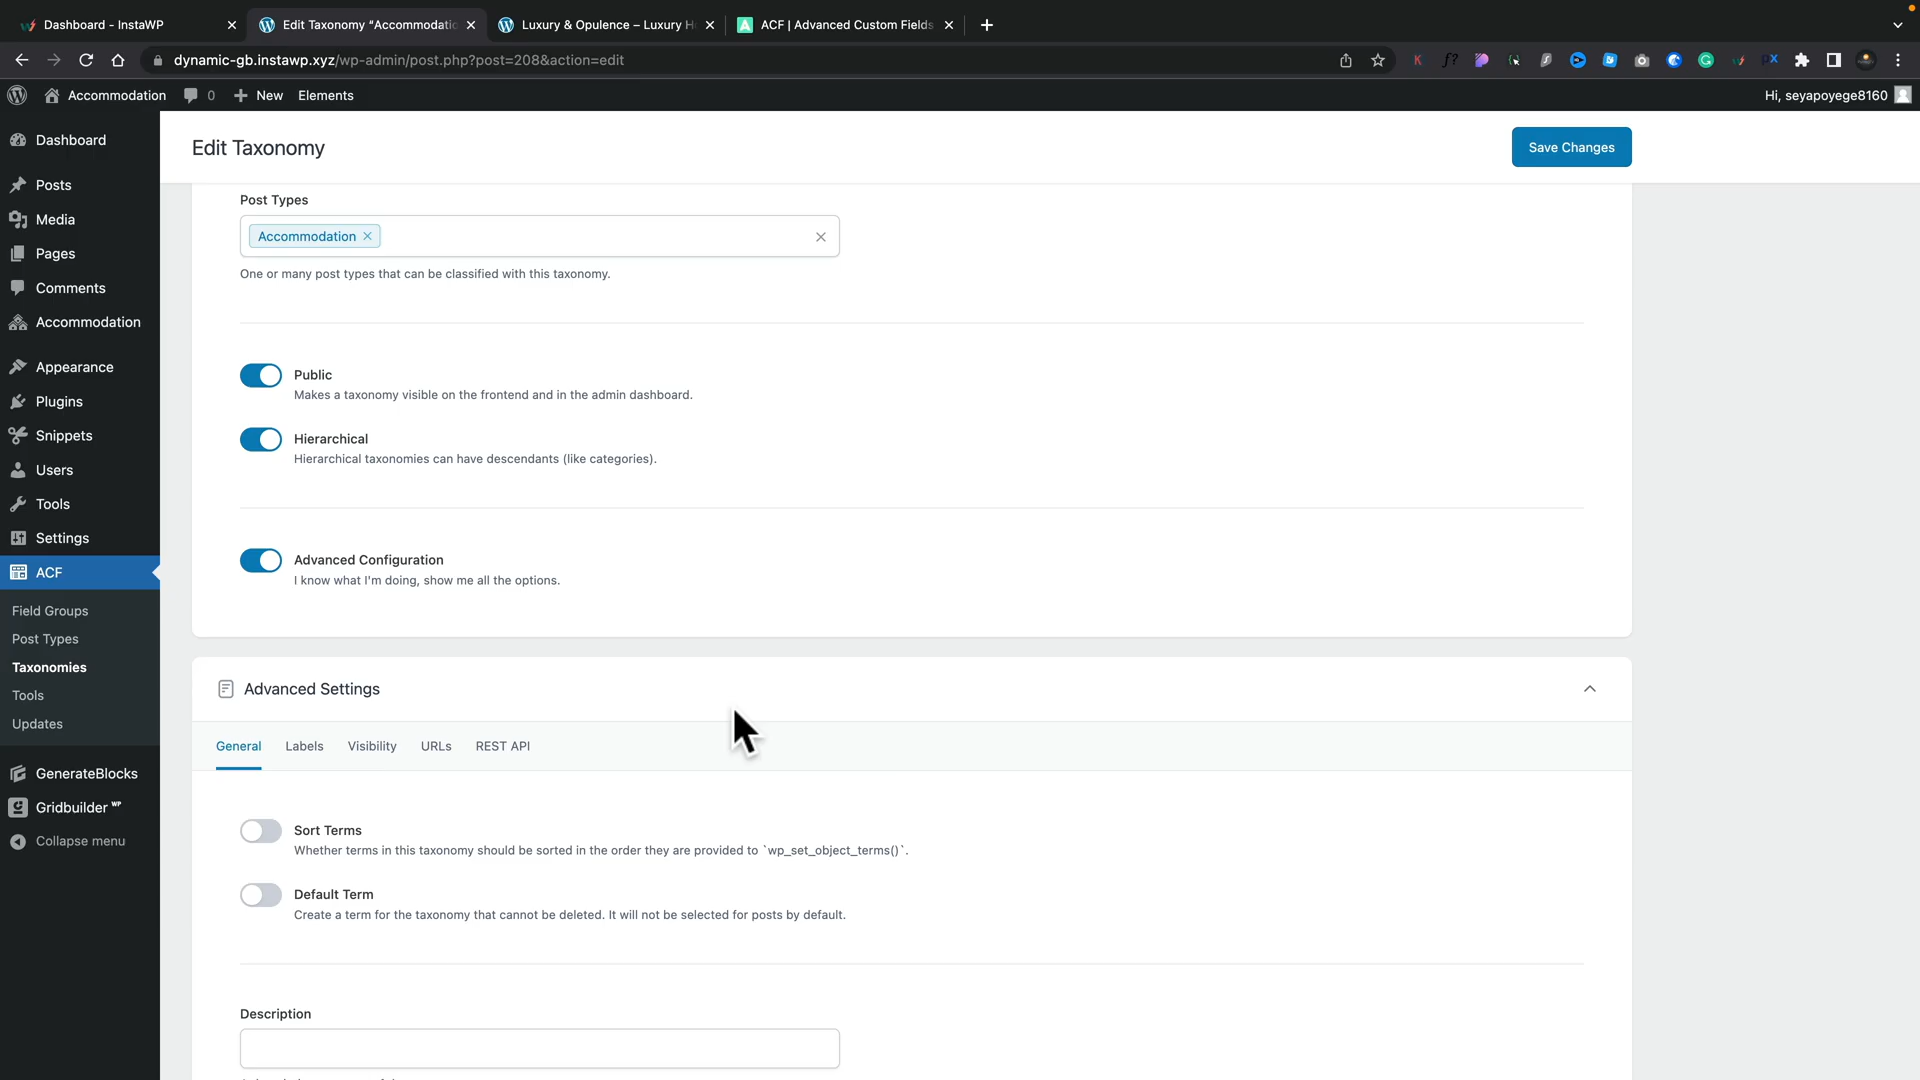 Dashboard - InstaWP
Edit Taxonomy “Accommodatic
Luxury & Opulence – Luxury H
ACF | Advanced Custom Fields
dynamic-gb.instawp.xyz/wp-admin/post.php?post=208&action=edit
Accommodation
0
New
Elements
Hi, seyapoyege8160
Dashboard
Posts
Media
Pages
Comments
Accommodation
Appearance
Plugins
Snippets
Users
Tools
Settings
ACF
Field Groups
Post Types
Taxonomies
Tools
Updates
GenerateBlocks
Gridbuilder ᵂᴾ
Collapse menu
Edit Taxonomy
Save Changes
Post Types
Accommodation
One or many post types that can be classified with this taxonomy.
Public
Makes a taxonomy visible on the frontend and in the admin dashboard.
Hierarchical
Hierarchical taxonomies can have descendants (like categories).
Advanced Configuration
I know what I'm doing, show me all the options.
Advanced Settings
General
Labels
Visibility
URLs
REST API
Sort Terms
Whether terms in this taxonomy should be sorted in the order they are provided to `wp_set_object_terms()`.
Default Term
Create a term for the taxonomy that cannot be deleted. It will not be selected for posts by default.
Description